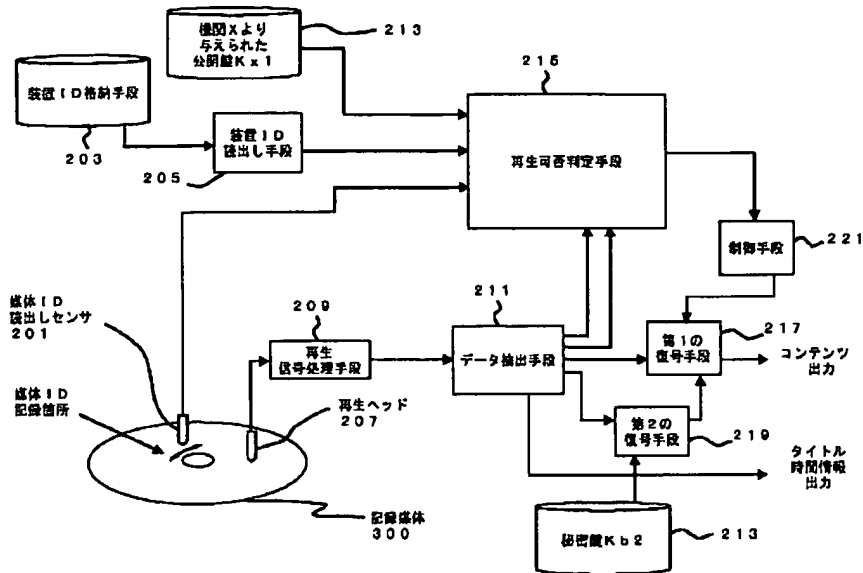 機関Xより
与えられた
公開鍵Kx1
213
装置ID格納手段
203
装置ID
読出し手段
205
215
再生可否判定手段
制御手段
221
媒体ID
読出しセンサ
201
媒体ID
記録箇所
209
再生
信号処理手段
211
データ抽出手段
第1の
復号手段
217
コンテンツ
出力
再生ヘッド
207
第2の
復号手段
219
タイトル
時間情報
出力
記録媒体
300
秘密鍵Kb2
213